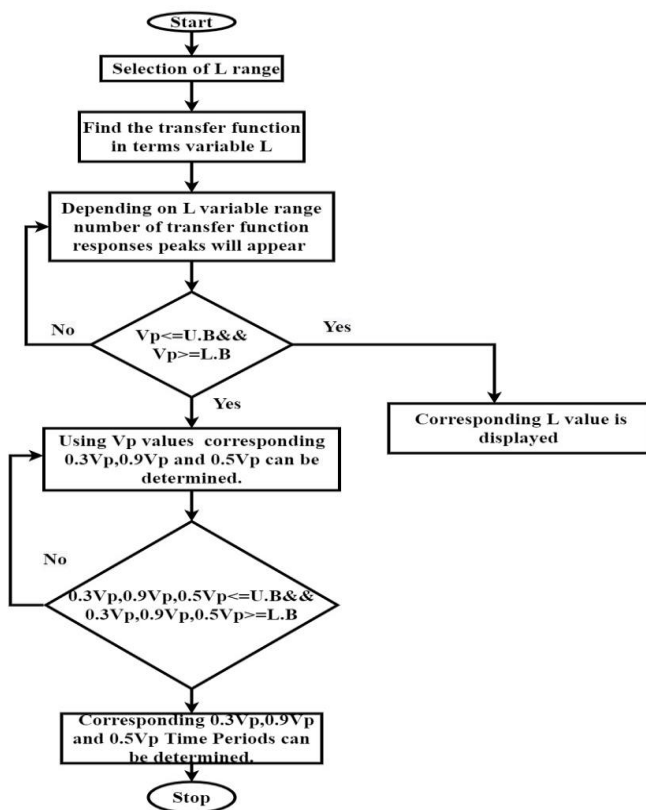 Start
Selection of L range
Find the transfer function
in terms variable L
Depending on L variable range
number of transfer function
responses peaks will appear
No
Yes
Vp<=U.B&&
Vp>=L.B
Yes
Corresponding L value is
displayed
Using Vp values corresponding
0.3Vp,0.9Vp and 0.5Vp can be
determined.
No
0.3Vp,0.9Vp,0.5Vp<=U.B&&
0.3Vp,0.9Vp,0.5Vp>=L.B
Corresponding 0.3Vp,0.9Vp
and 0.5Vp Time Periods can
be determined.
Stop